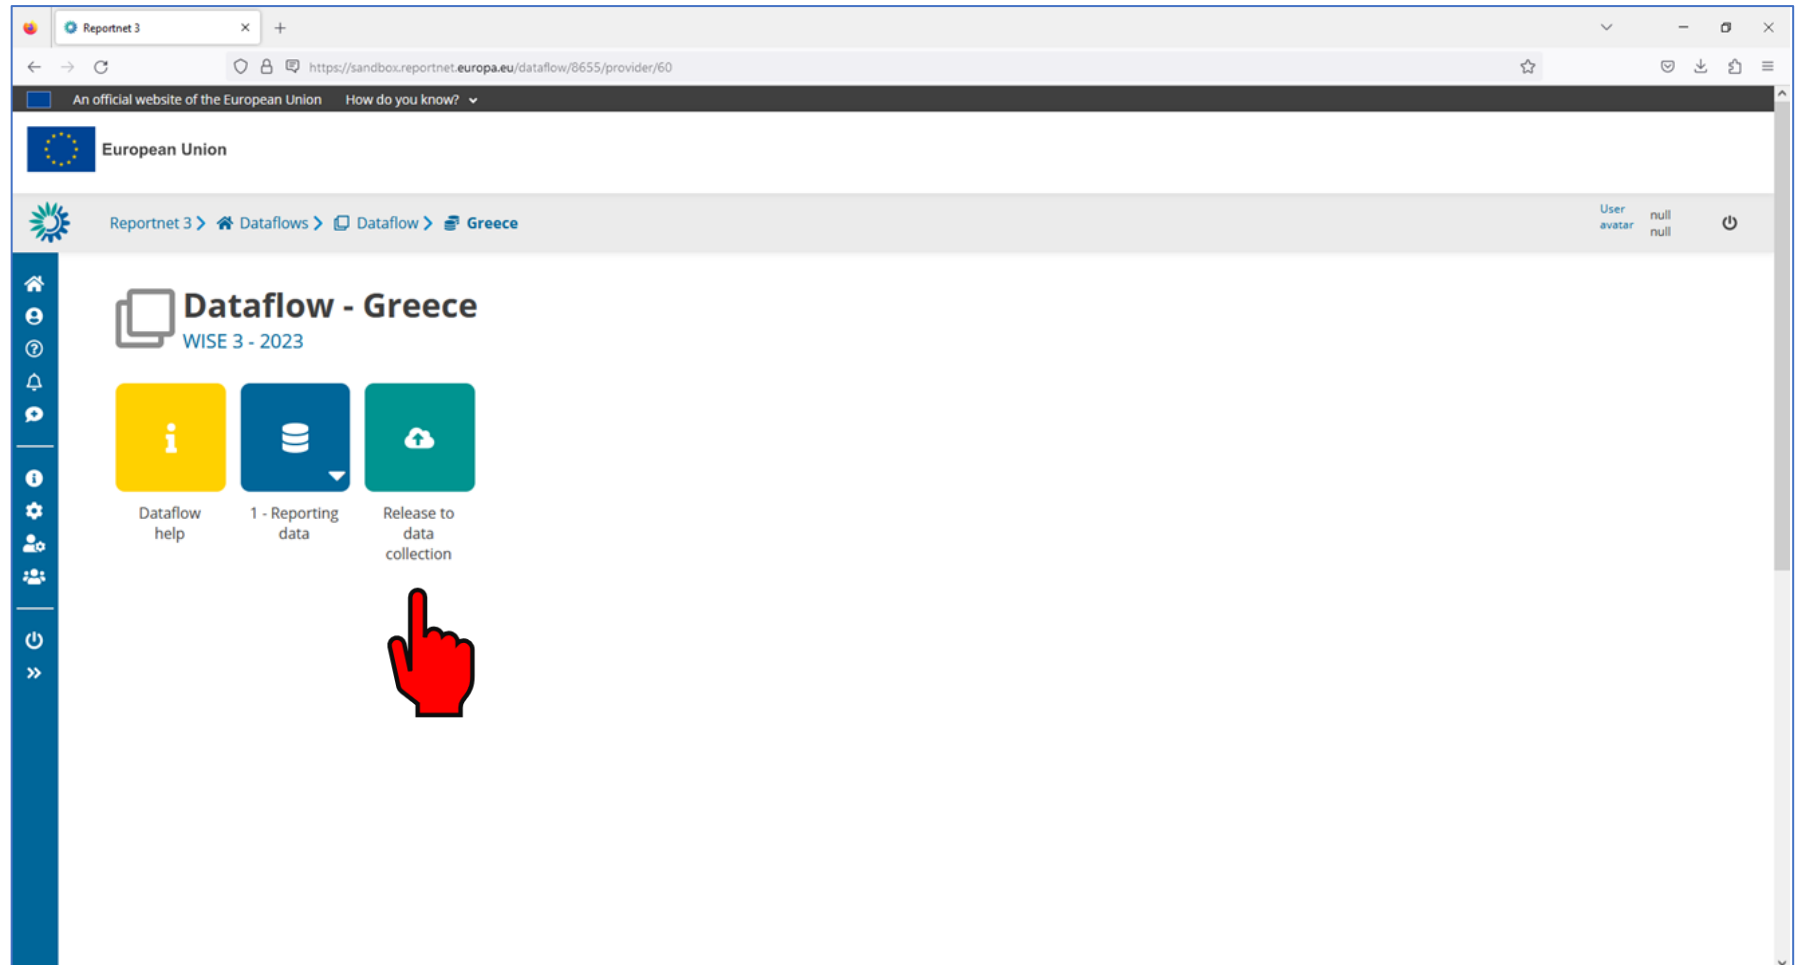 Reportnet 3
https://sandbox.reportnet.europa.eu/dataflow/8655/provider/60
An official website of the European Union How do you know?
European Union
Reportnet 3 Dataflows Dataflow Greece
User
avatar
null
null
Dataflow - Greece
WISE 3 - 2023
Dataflow
help
1 - Reporting
data
Release to
data
collection